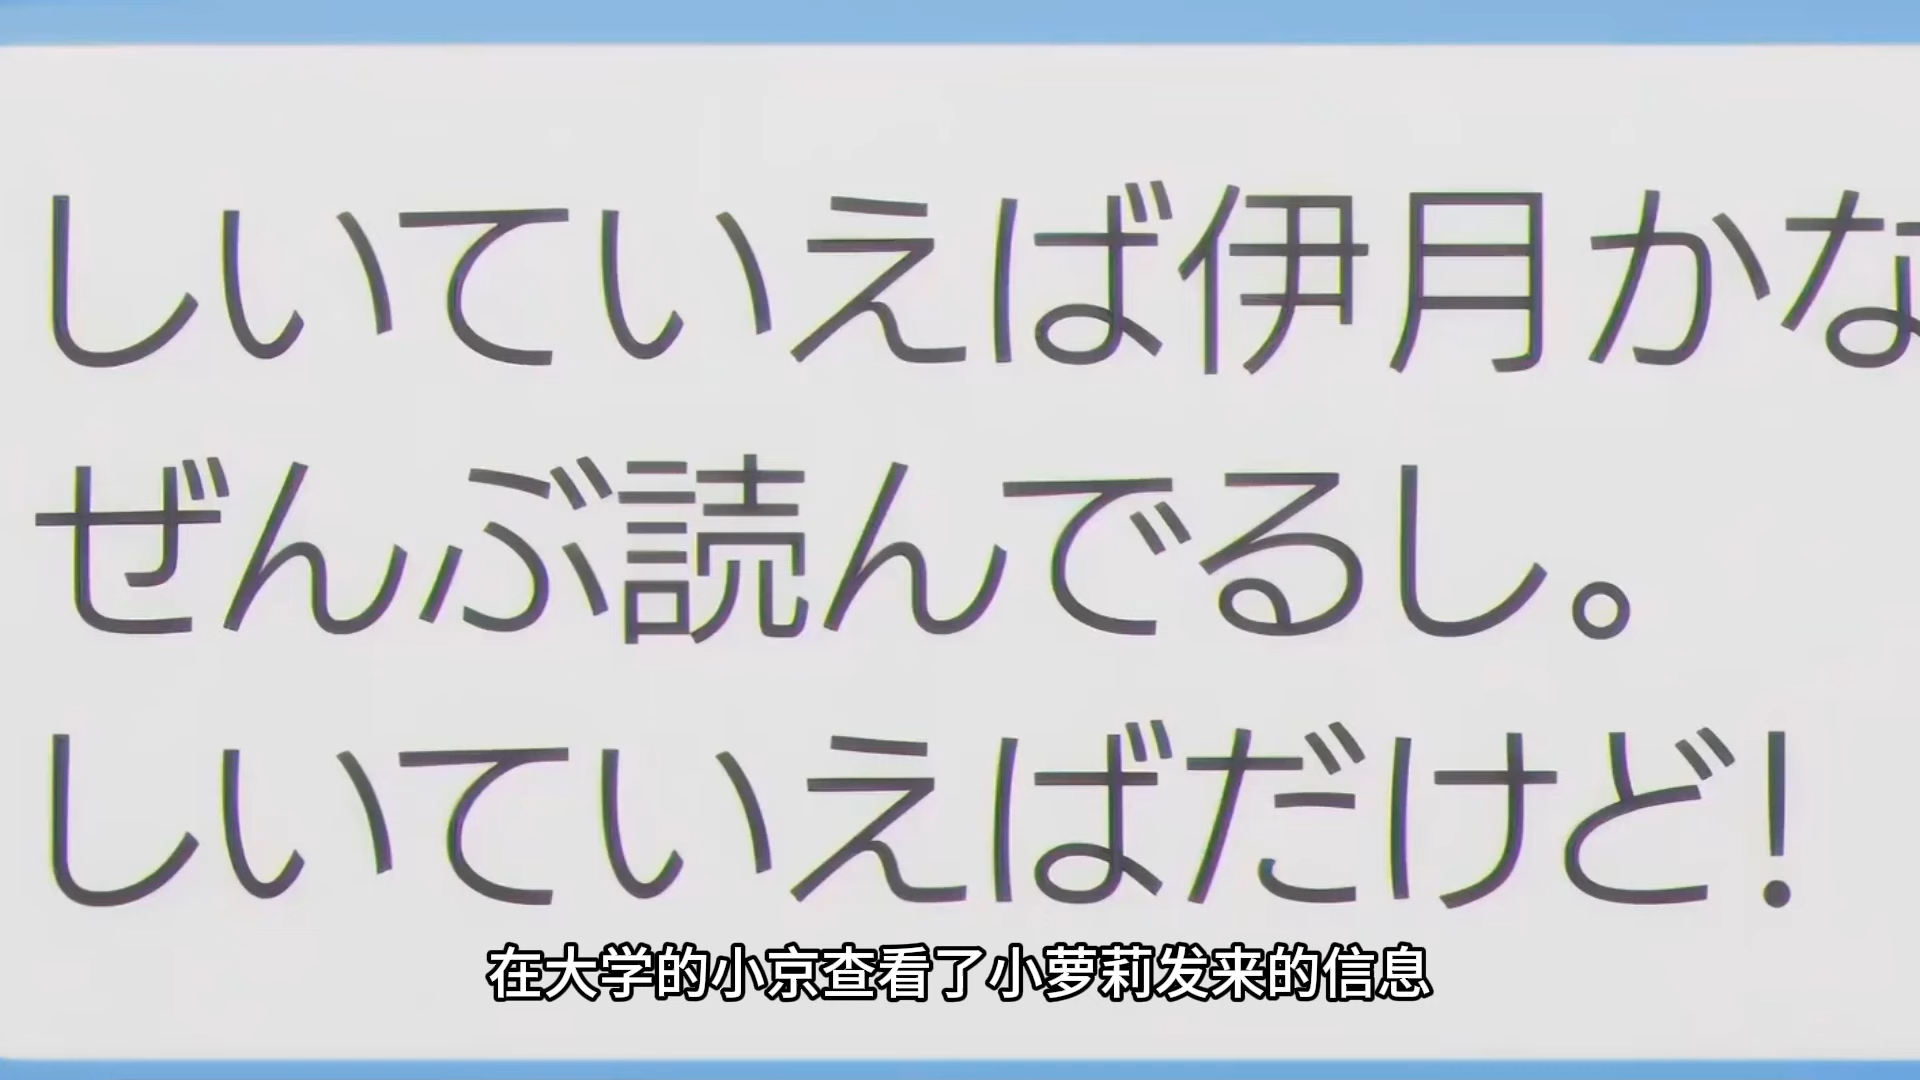 しいていえば伊月かな
ぜんぶ読んでるし。
しいていえばだけど！
在大学的小京查看了小萝莉发来的信息